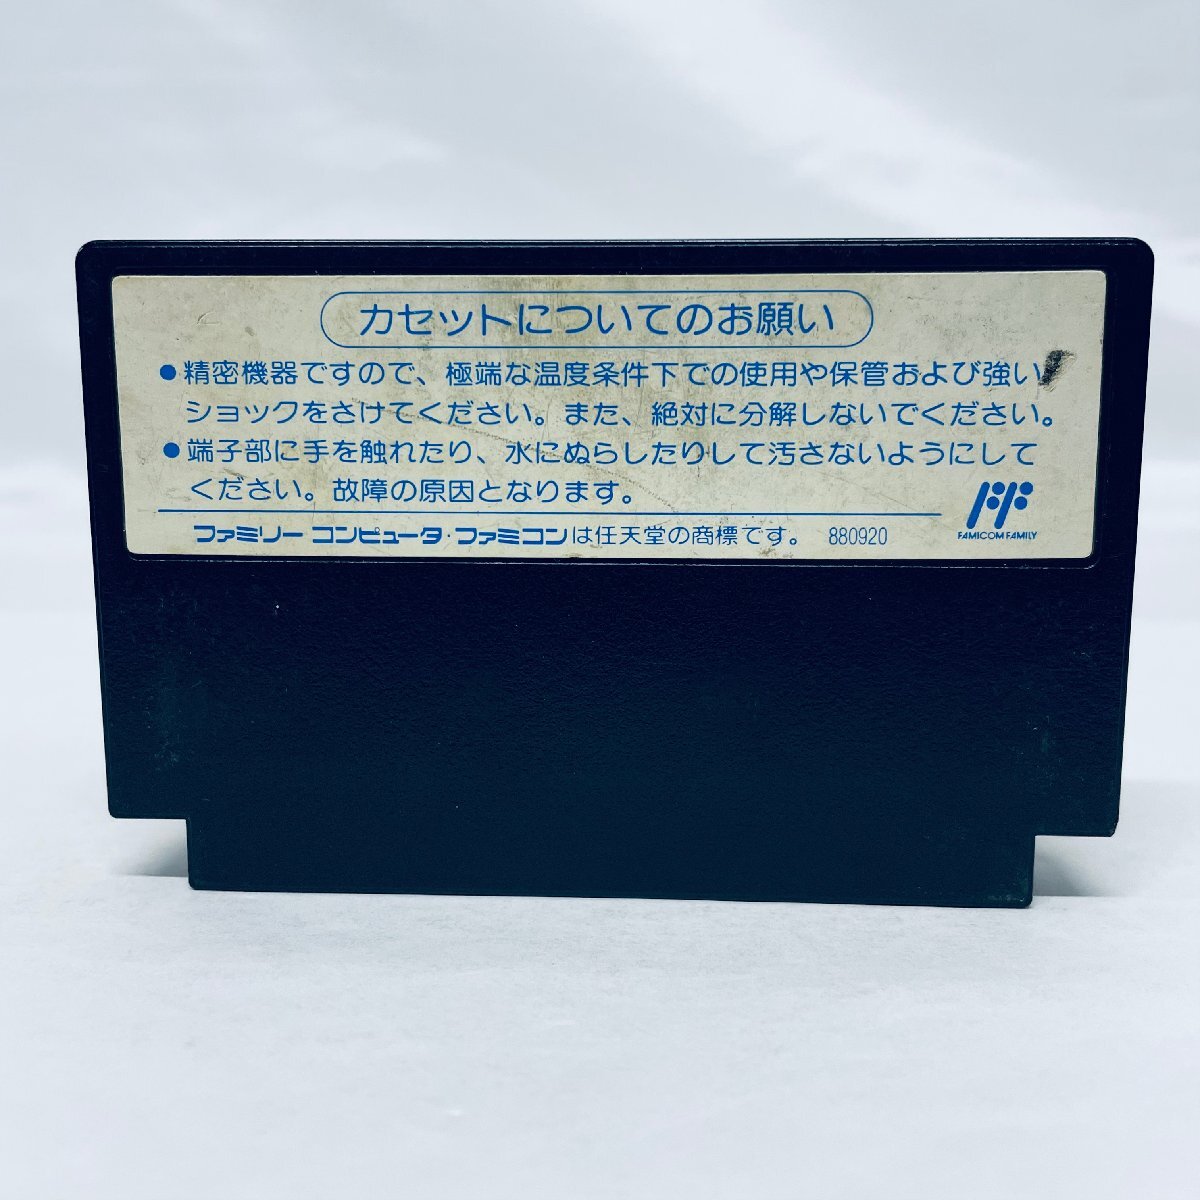 カセットについてのお願い
●精密機器ですので、極端な温度条件下での使用や保管および強い
ショックをさけてください。また、絶対に分解しないでください。
●端子部に手を触れたり、水にぬらしたりして汚さないようにして
ください。故障の原因となります。
ファミリーコンピュータ・ファミコンは任天堂の商標です。 880920
FF
FAMICOM FAMILY